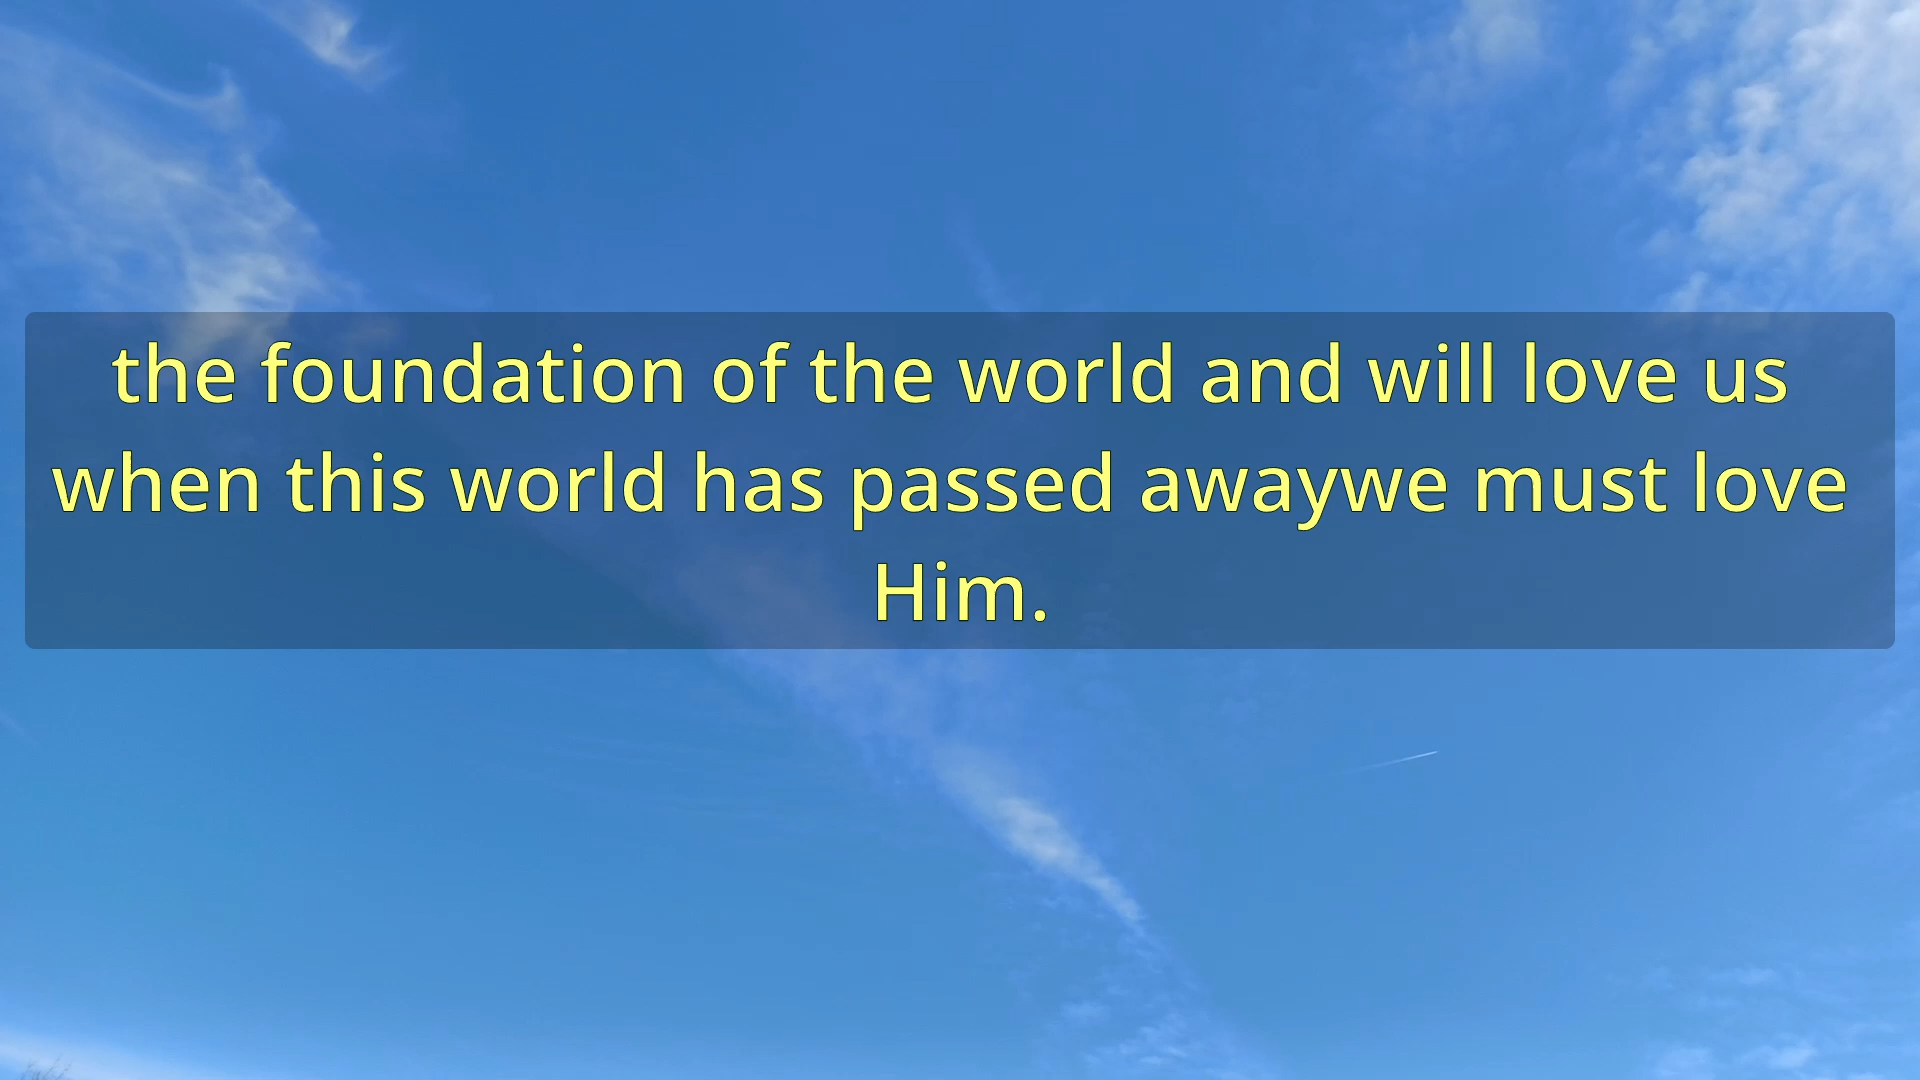 the foundation of the world and will love us
when this world has passed awaywe must love
Him.